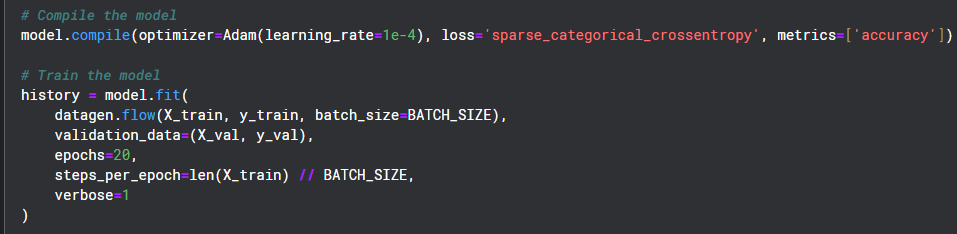 # Compile the model
model.compile(optimizer=Adam(learning_rate=1e-4), loss='sparse_categorical_crossentropy', metrics=['accuracy'])
# Train the model
history = model.fit(
datagen.flow(X_train, y_train, batch_size=BATCH_SIZE),
validation_data=(X_val, y_val),
epochs=20,
steps_per_epoch=len(X_train) // BATCH_SIZE,
verbose=1
)